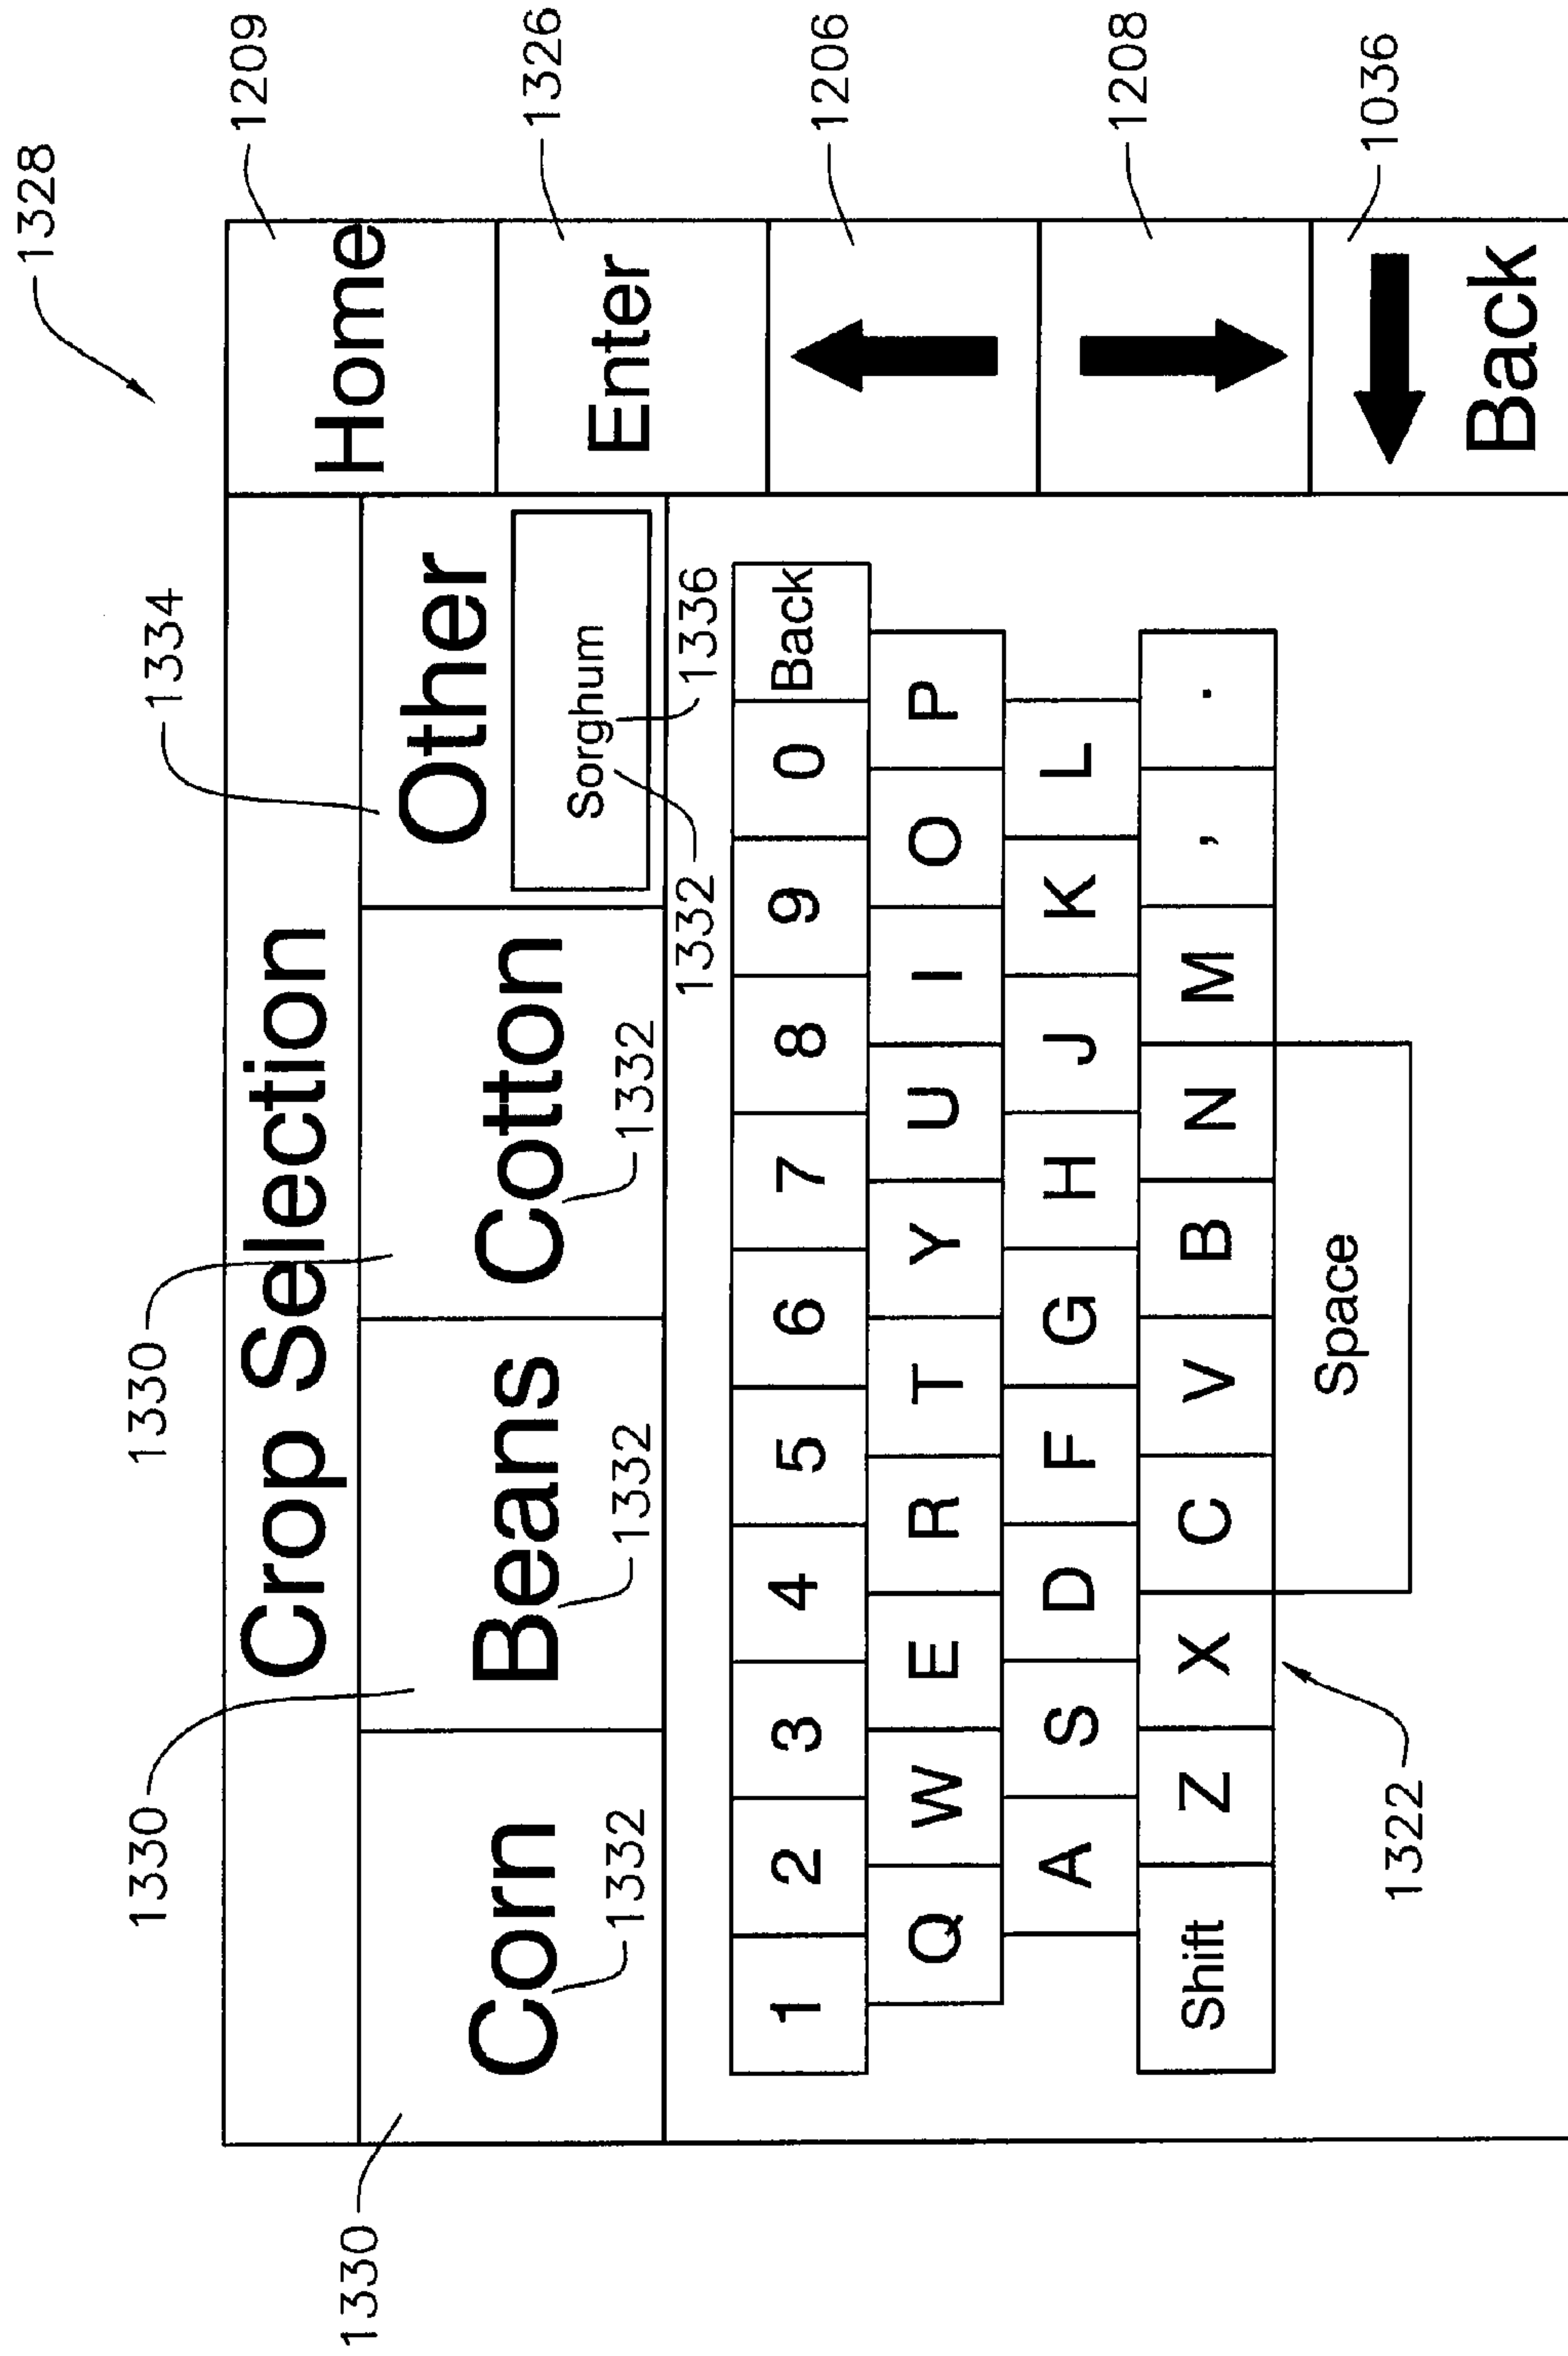 1328
1334
1330
1330
1330
1209
1326
1206
1208
1036
Crop Selection
Home
Corn
1332
Beans
1332
Cotton
1332
Other
Sorghum
1332
1336
Enter
1 2 3 4 5 6 7 8 9 0 Back
Q W E R T Y U I O P
A S D F G H J K L
Shift Z X C V B N M , .
Space
1322
Back